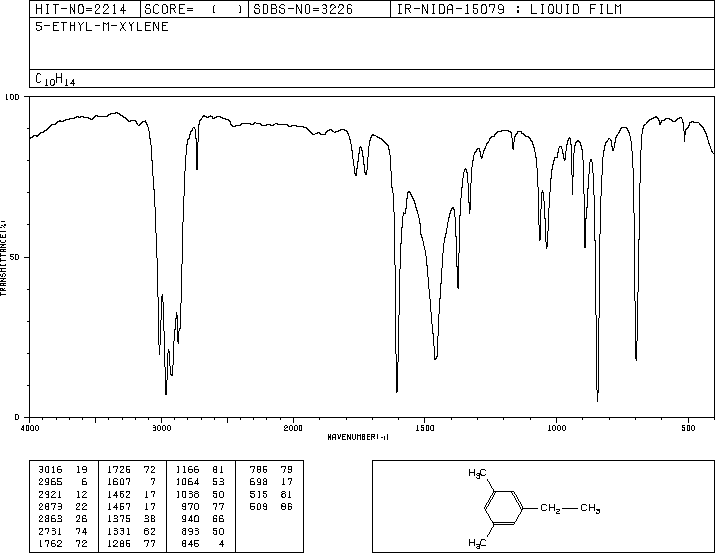 HIT-NO=2214 SCORE= ( ) SDBS-NO=3226 IR-NIDA-15079 : LIQUID FILM
5-ETHYL-M-XYLENE
C10H14
100
50
0
TRANSMITTANCE(%)
4000 3000 2000 1500 1000 500
WAVENUMBER(-1)
3016 19 1726 72 1166 81 786 79
2965 6 1607 7 1064 53 698 17
2921 12 1462 17 1038 50 515 81
2873 22 1457 17 970 77 609 86
2863 26 1375 38 940 66
2731 74 1331 62 893 50
1762 72 1286 77 846 4
H3C
CH2 CH3
H3C